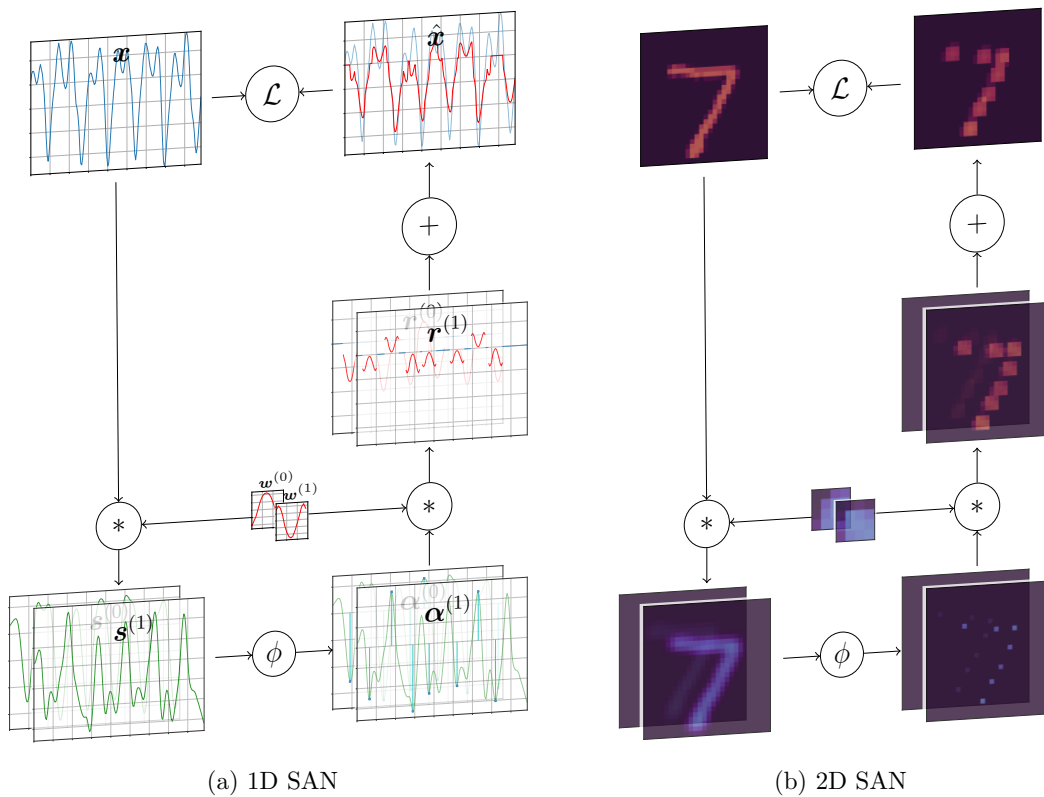 x
x̂
ℒ
ℒ
+
+
r⁽⁰⁾
r⁽¹⁾
w⁽⁰⁾
w⁽¹⁾
*
*
*
*
s⁽⁰⁾
s⁽¹⁾
ϕ
α⁽⁰⁾
α⁽¹⁾
ϕ
(a) 1D SAN
(b) 2D SAN